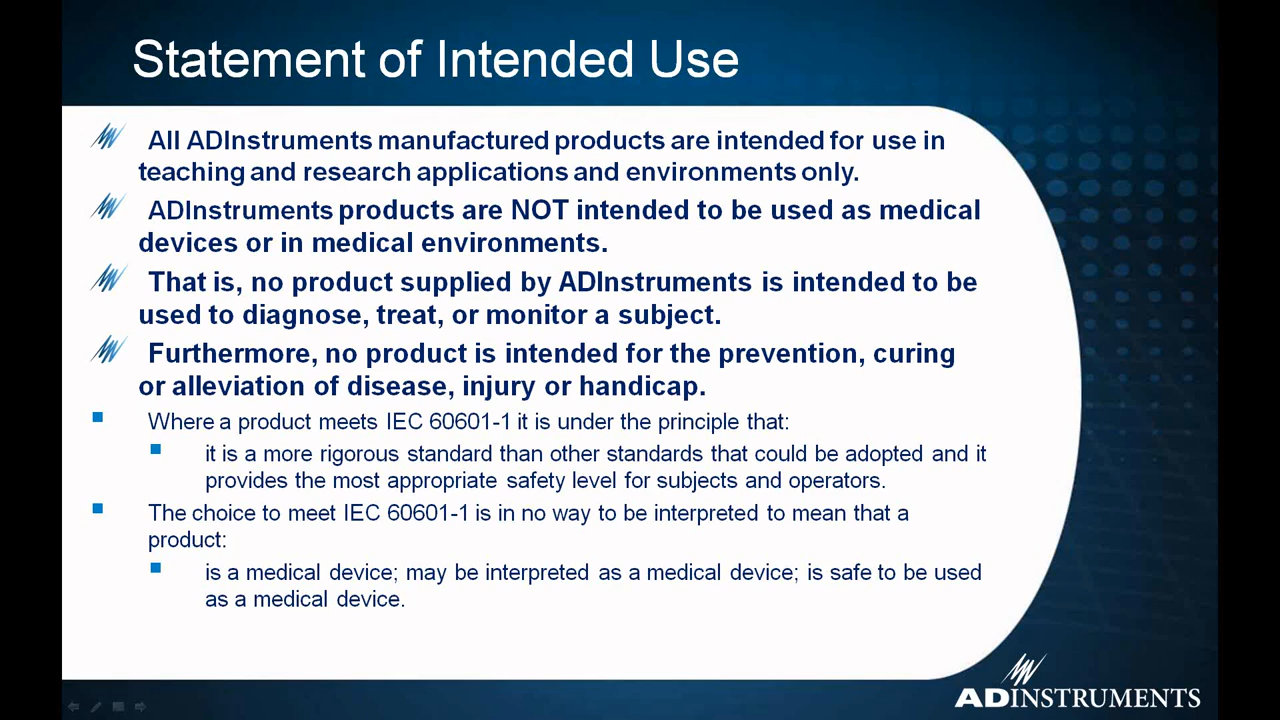 Statement of Intended Use
All ADInstruments manufactured products are intended for use in
teaching and research applications and environments only.
ADInstruments products are NOT intended to be used as medical
devices or in medical environments.
That is, no product supplied by ADInstruments is intended to be
used to diagnose, treat, or monitor a subject.
Furthermore, no product is intended for the prevention, curing
or alleviation of disease, injury or handicap.
Where a product meets IEC 60601-1 it is under the principle that:
it is a more rigorous standard than other standards that could be adopted and it
provides the most appropriate safety level for subjects and operators.
The choice to meet IEC 60601-1 is in no way to be interpreted to mean that a
product:
is a medical device; may be interpreted as a medical device; is safe to be used
as a medical device.
ADINSTRUMENTS